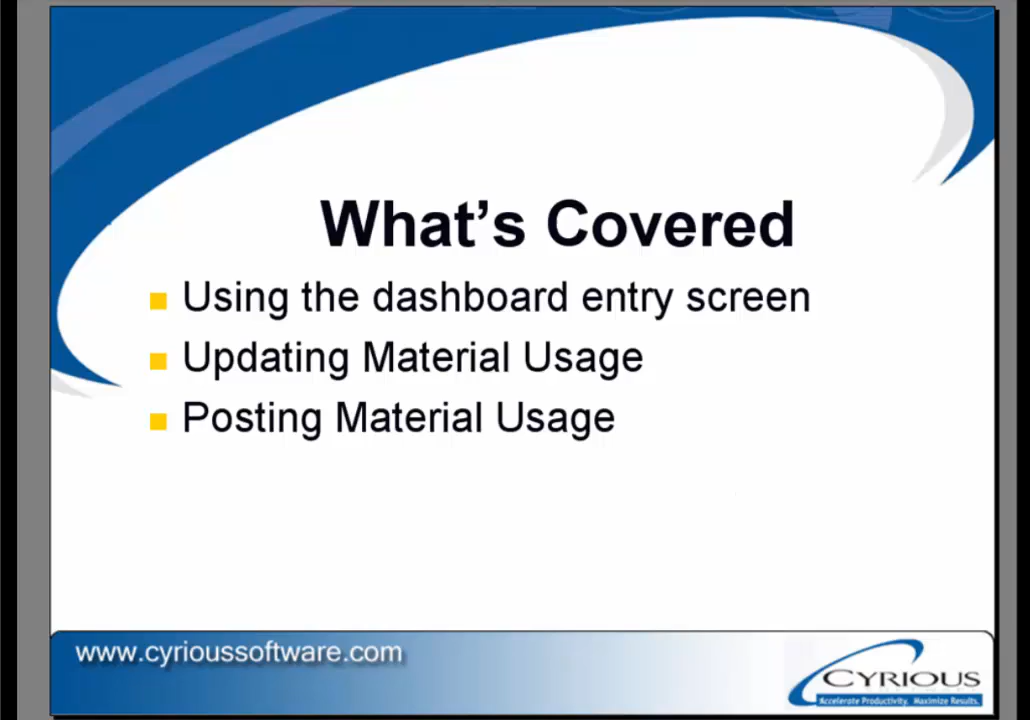 What's Covered
Using the dashboard entry screen
Updating Material Usage
Posting Material Usage
www.cyrioussoftware.com
CYRIOUS
Accelerate Productivity. Maximize Results.